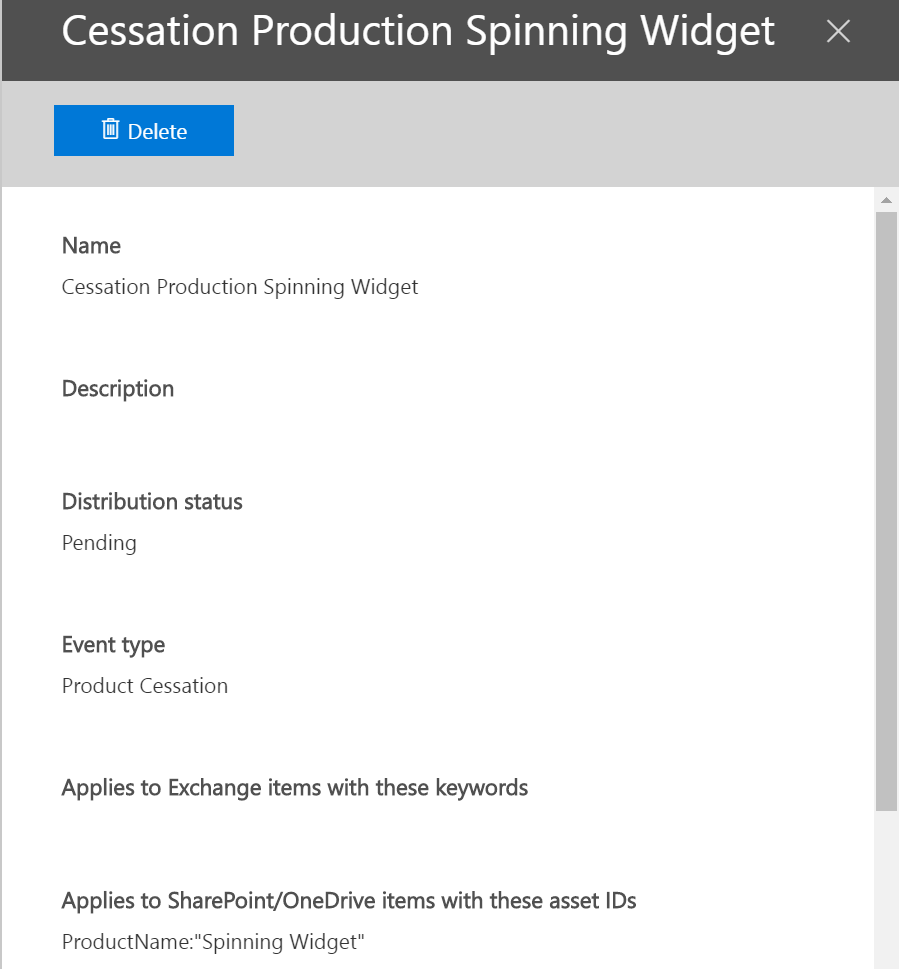 Cessation Production Spinning Widget
Delete
Name
Cessation Production Spinning Widget
Description
Distribution status
Pending
Event type
Product Cessation
Applies to Exchange items with these keywords
Applies to SharePoint/OneDrive items with these asset IDs
ProductName:"Spinning Widget"